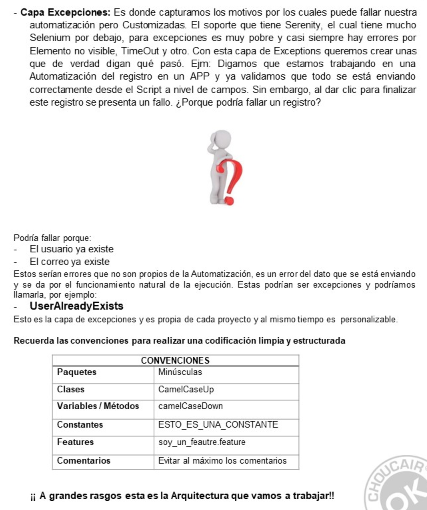 - Capa Excepciones: Es donde capturamos los motivos por los cuales puede fallar nuestra
automatización pero Customizadas. El soporte que tiene Serenity, el cual tiene mucho
Selenium por debajo, para excepciones es muy pobre y casi siempre hay errores por
Elemento no visible, TimeOut y otro. Con esta capa de Exceptions queremos crear unas
que de verdad digan qué pasó. Ejm: Digamos que estamos trabajando en una
Automatización del registro en un APP y ya validamos que todo se está enviando
correctamente desde el Script a nivel de campos. Sin embargo, al dar clic para finalizar
este registro se presenta un fallo. ¿Porque podría fallar un registro?
Podría fallar porque:
- El usuario ya existe
- El correo ya existe
Estos serían errores que no son propios de la Automatización, es un error del dato que se está enviando
y se da por el funcionamiento natural de la ejecución. Estas podrían ser excepciones y podríamos
llamarla, por ejemplo:
- UserAlreadyExists
Esto es la capa de excepciones y es propia de cada proyecto y al mismo tiempo es personalizable.
Recuerda las convenciones para realizar una codificación limpia y estructurada
CONVENCIONES
Paquetes Minúsculas
Clases CamelCaseUp
Variables / Métodos camelCaseDown
Constantes ESTO_ES_UNA_CONSTANTE
Features soy_un_feautre.feature
Comentarios Evitar al máximo los comentarios
¡¡ A grandes rasgos esta es la Arquitectura que vamos a trabajar!!
CHOUCAIR
OK